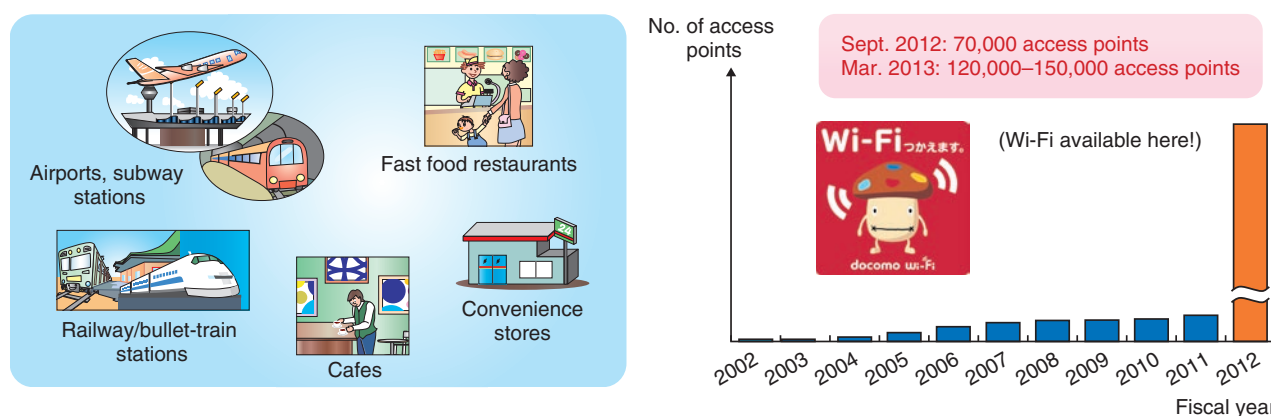 Airports, subway
stations
Fast food restaurants
24
Railway/bullet-train
stations
Cafes
Convenience
stores
No. of access
points
Sept. 2012: 70,000 access points
Mar. 2013: 120,000–150,000 access points
Wi-Fiつかえます。
docomo Wi-Fi
(Wi-Fi available here!)
2002
2003
2004
2005
2006
2007
2008
2009
2010
2011
2012
Fiscal year